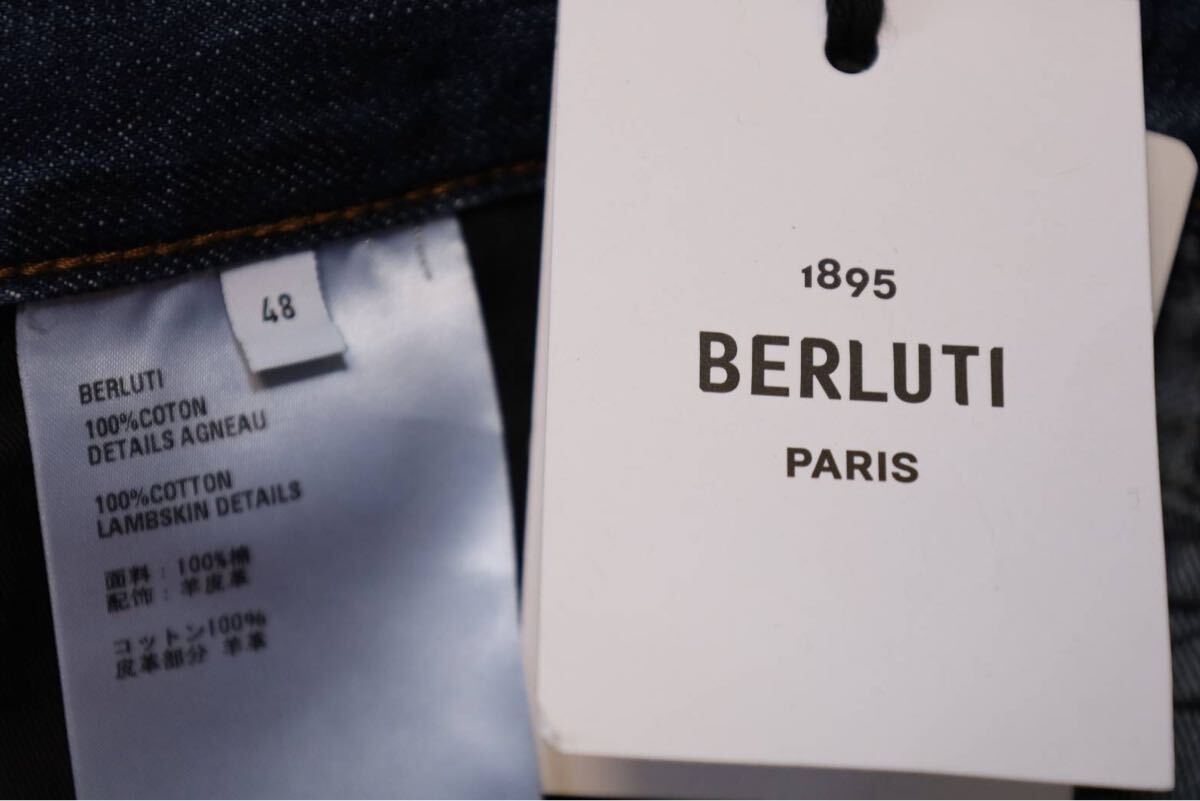 48
BERLUTI
100%COTON
DETAILS AGNEAU
100%COTTON
LAMBSKIN DETAILS
面料：100%棉
配饰：羊皮革
コットン100%
皮革部分 羊革
1895
BERLUTI
PARIS